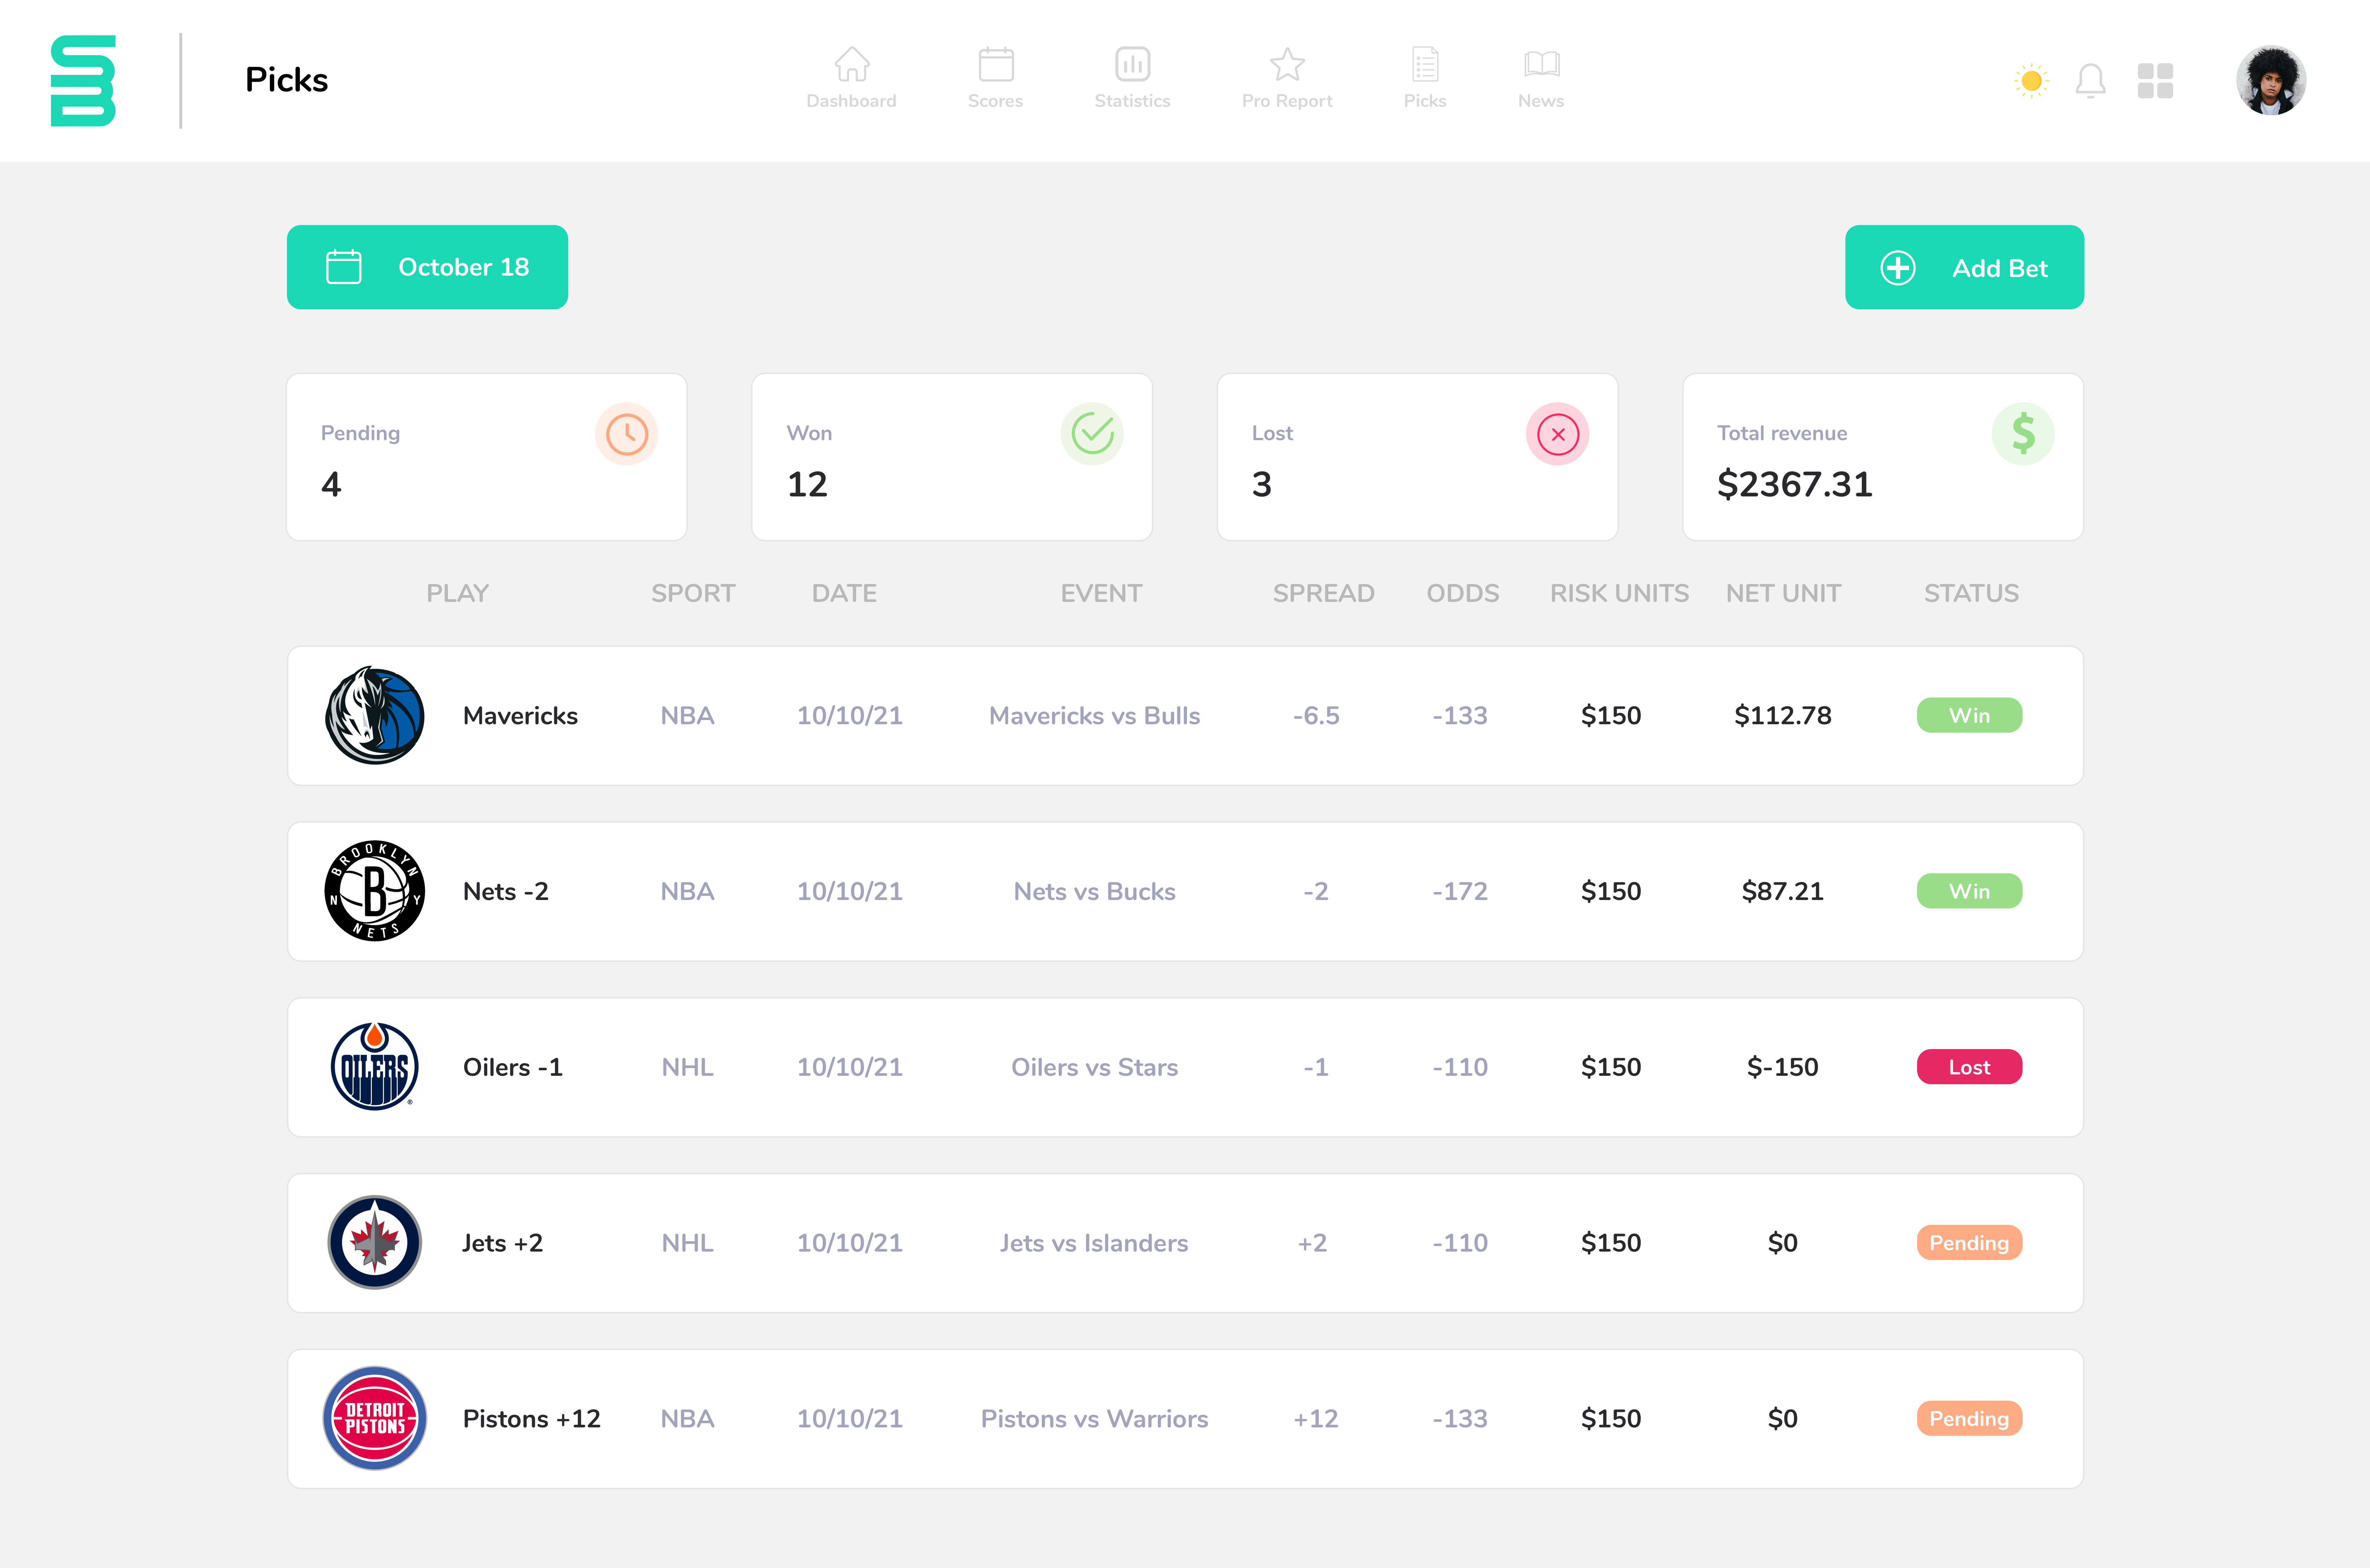 Picks
Dashboard Scores Statistics Pro Report Picks News
October 18 Add Bet
Pending Won Lost Total revenue
4 12 3 $2367.31
PLAY SPORT DATE EVENT SPREAD ODDS RISK UNITS NET UNIT STATUS
Mavericks NBA 10/10/21 Mavericks vs Bulls -6.5 -133 $150 $112.78 Win
BROOKLYN
B
N Y
NETS
Nets -2 NBA 10/10/21 Nets vs Bucks -2 -172 $150 $87.21 Win
OILERS
®
Oilers -1 NHL 10/10/21 Oilers vs Stars -1 -110 $150 $-150 Lost
Jets +2 NHL 10/10/21 Jets vs Islanders +2 -110 $150 $0 Pending
DETROIT
PISTONS
Pistons +12 NBA 10/10/21 Pistons vs Warriors +12 -133 $150 $0 Pending